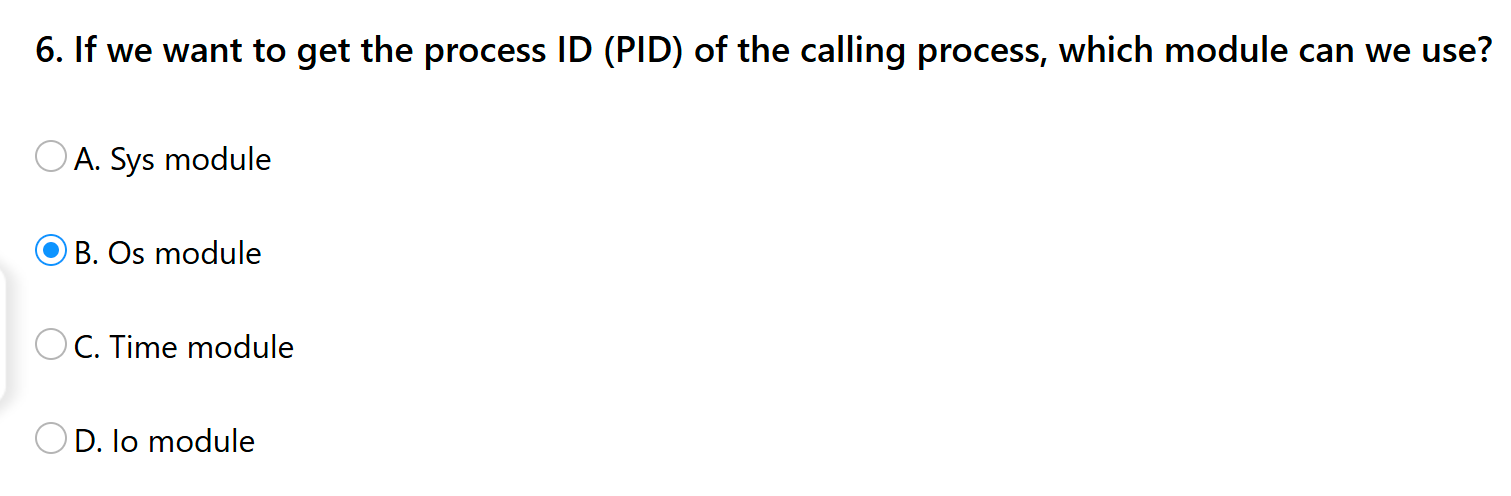 6. If we want to get the process ID (PID) of the calling process, which module can we use?
A. Sys module
B. Os module
C. Time module
D. Io module